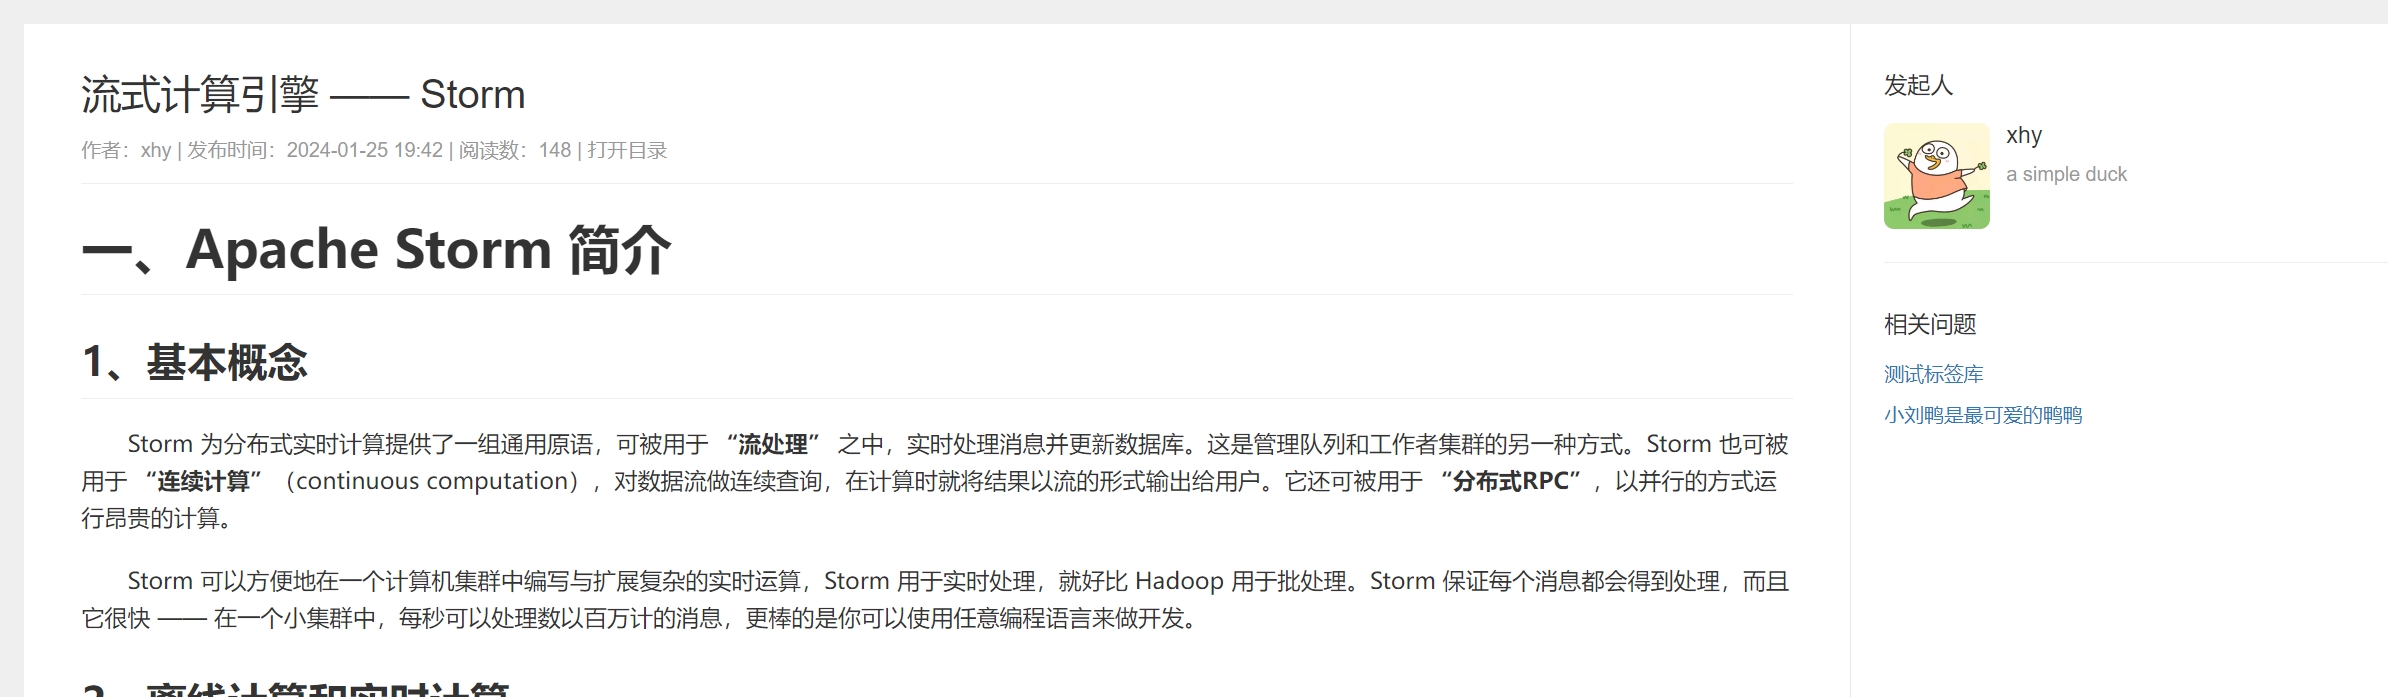 流式计算引擎 —— Storm
作者：xhy | 发布时间：2024-01-25 19:42 | 阅读数：148 | 打开目录
一、Apache Storm 简介
1、基本概念
Storm 为分布式实时计算提供了一组通用原语，可被用于 “流处理” 之中，实时处理消息并更新数据库。这是管理队列和工作者集群的另一种方式。Storm 也可被
用于 “连续计算” （continuous computation），对数据流做连续查询，在计算时就将结果以流的形式输出给用户。它还可被用于 “分布式RPC” ，以并行的方式运
行昂贵的计算。
Storm 可以方便地在一个计算机集群中编写与扩展复杂的实时运算，Storm 用于实时处理，就好比 Hadoop 用于批处理。Storm 保证每个消息都会得到处理，而且
它很快 —— 在一个小集群中，每秒可以处理数以百万计的消息，更棒的是你可以使用任意编程语言来做开发。
2、离线计算和实时计算
发起人
xhy
a simple duck
相关问题
测试标签库
小刘鸭是最可爱的鸭鸭